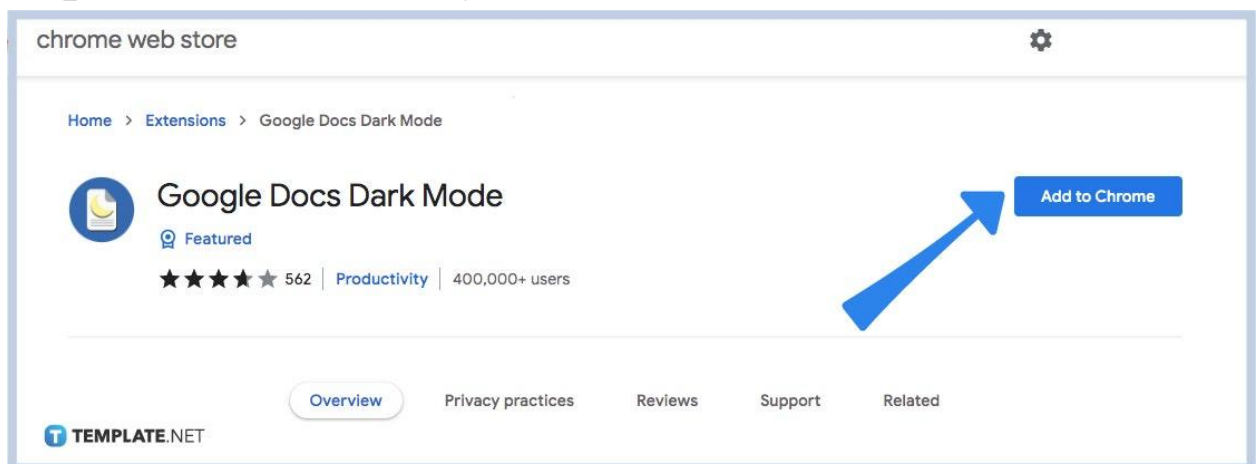 chrome web store
Home > Extensions > Google Docs Dark Mode
Google Docs Dark Mode
Add to Chrome
Featured
562 | Productivity | 400,000+ users
Overview Privacy practices Reviews Support Related
T TEMPLATE.NET